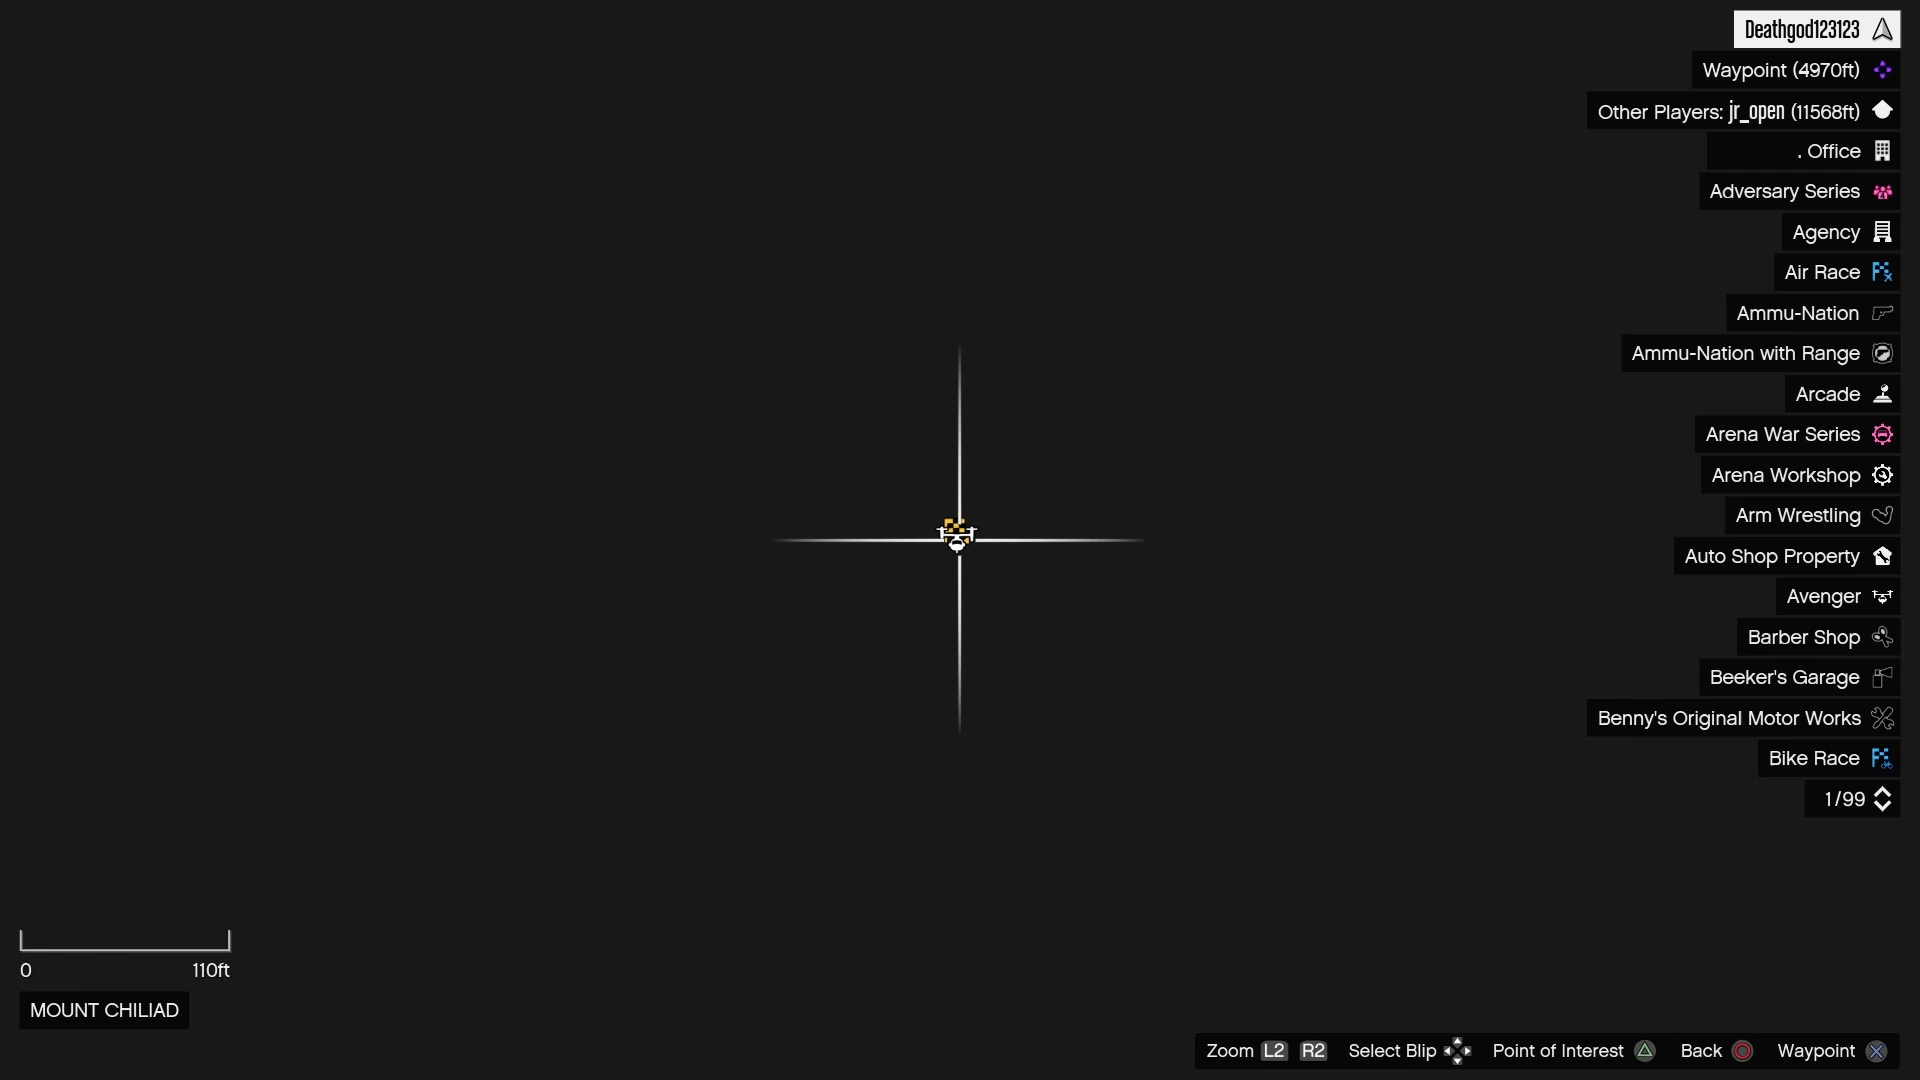 Deathgod123123
Waypoint (4970ft)
Other Players: jr_open (11568ft)
. Office
Adversary Series
Agency
Air Race
Ammu-Nation
Ammu-Nation with Range
Arcade
Arena War Series
Arena Workshop
Arm Wrestling
Auto Shop Property
Avenger
Barber Shop
Beeker's Garage
Benny's Original Motor Works
Bike Race
1/99
0 110ft
MOUNT CHILIAD
Zoom L2 R2 Select Blip Point of Interest Back Waypoint